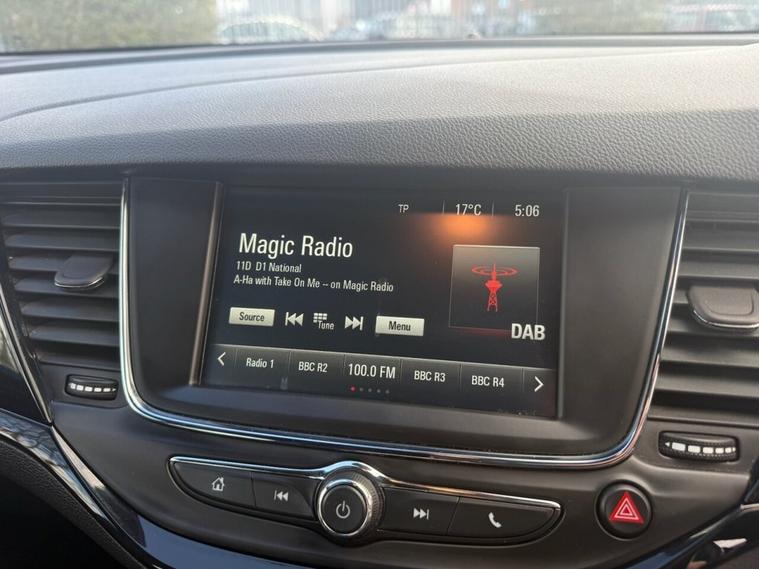 TP 17°C 5:06
Magic Radio
11D D1 National
A-Ha with Take On Me -- on Magic Radio
Source Tune Menu
DAB
Radio 1 BBC R2 100.0 FM BBC R3 BBC R4